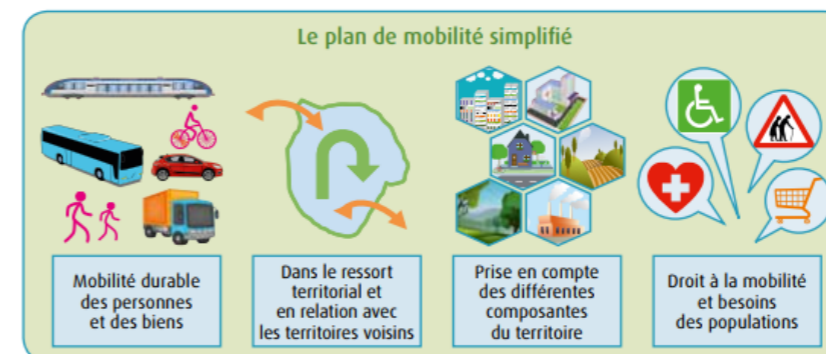 Le plan de mobilité simplifié
Mobilité durable
des personnes
et des biens
Dans le ressort
territorial et
en relation avec
les territoires voisins
Prise en compte
des différentes
composantes
du territoire
Droit à la mobilité
et besoins
des populations